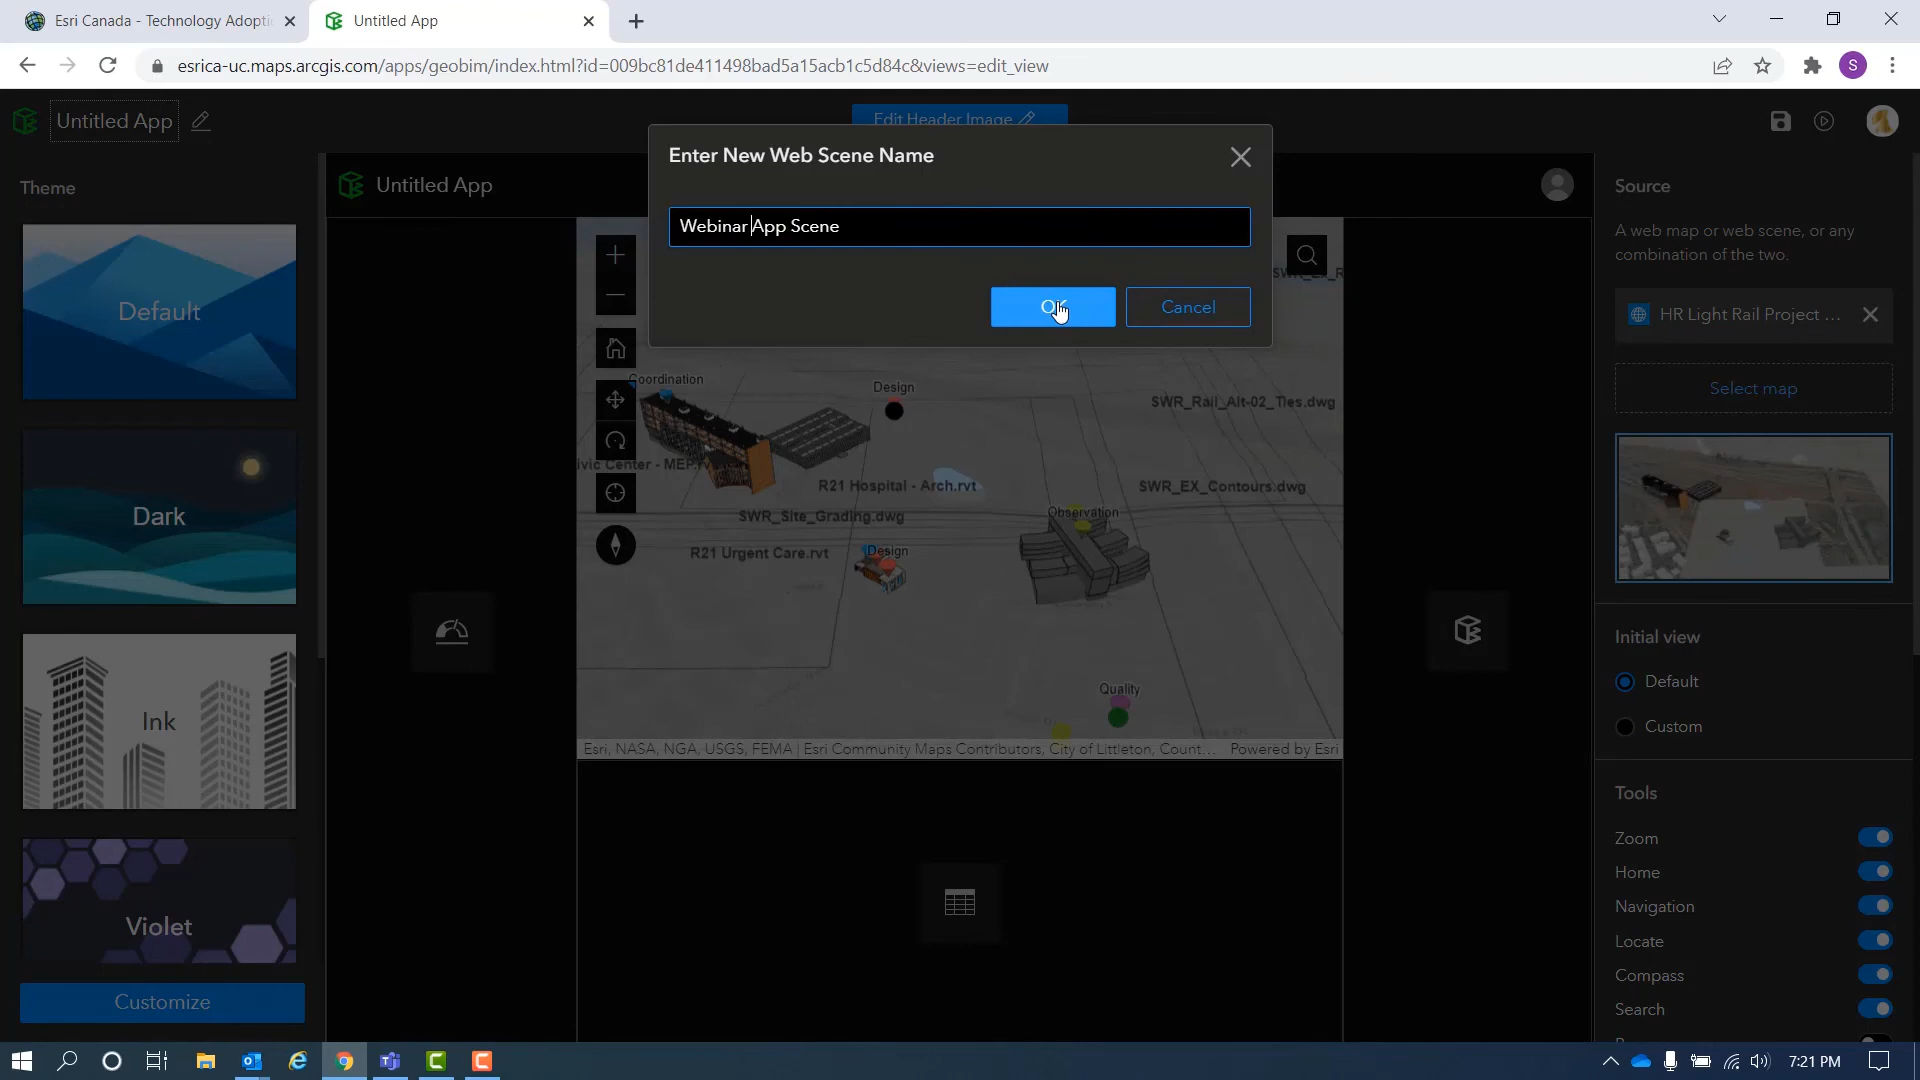 Esri Canada - Technology Adopti
Untitled App
esrica-uc.maps.arcgis.com/apps/geobim/index.html?id=009bc81de411498bad5a15acb1c5d84c&views=edit_view
S
Untitled App
Edit Header Image
Enter New Web Scene Name
Webinar App Scene
OK
Cancel
Theme
Default
Dark
Ink
Violet
Customize
Untitled App
Coordination
Design
SWR_Rail_Alt-02_Ties.dwg
ivic Center - MEP.rv
R21 Hospital - Arch.rvt
SWR_EX_Contours.dwg
SWR_Site_Grading.dwg
Observation
R21 Urgent Care.rvt
Design
Quality
Esri, NASA, NGA, USGS, FEMA | Esri Community Maps Contributors, City of Littleton, Count...
Powered by Esri
Source
A web map or web scene, or any
combination of the two.
HR Light Rail Project ...
Select map
Initial view
Default
Custom
Tools
Zoom
Home
Navigation
Locate
Compass
Search
7:21 PM